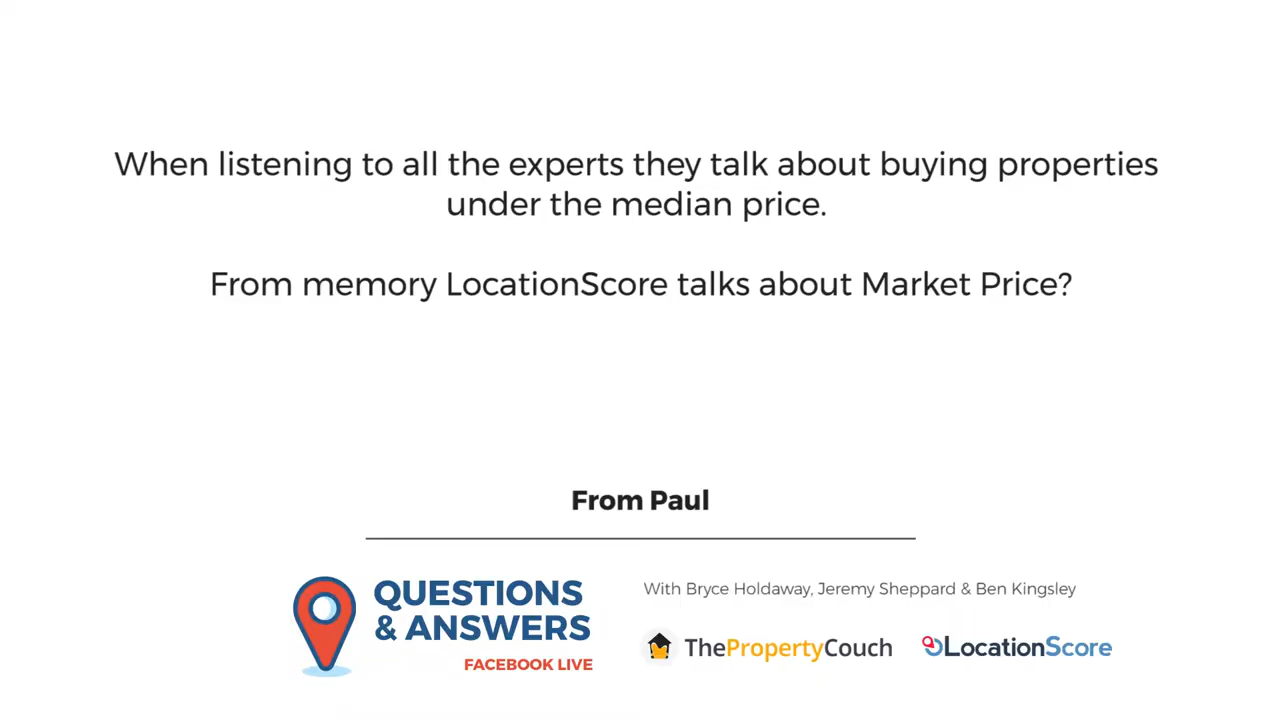 When listening to all the experts they talk about buying properties
under the median price.
From memory LocationScore talks about Market Price?
From Paul
QUESTIONS
& ANSWERS
FACEBOOK LIVE
With Bryce Holdaway, Jeremy Sheppard & Ben Kingsley
ThePropertyCouch
LocationScore